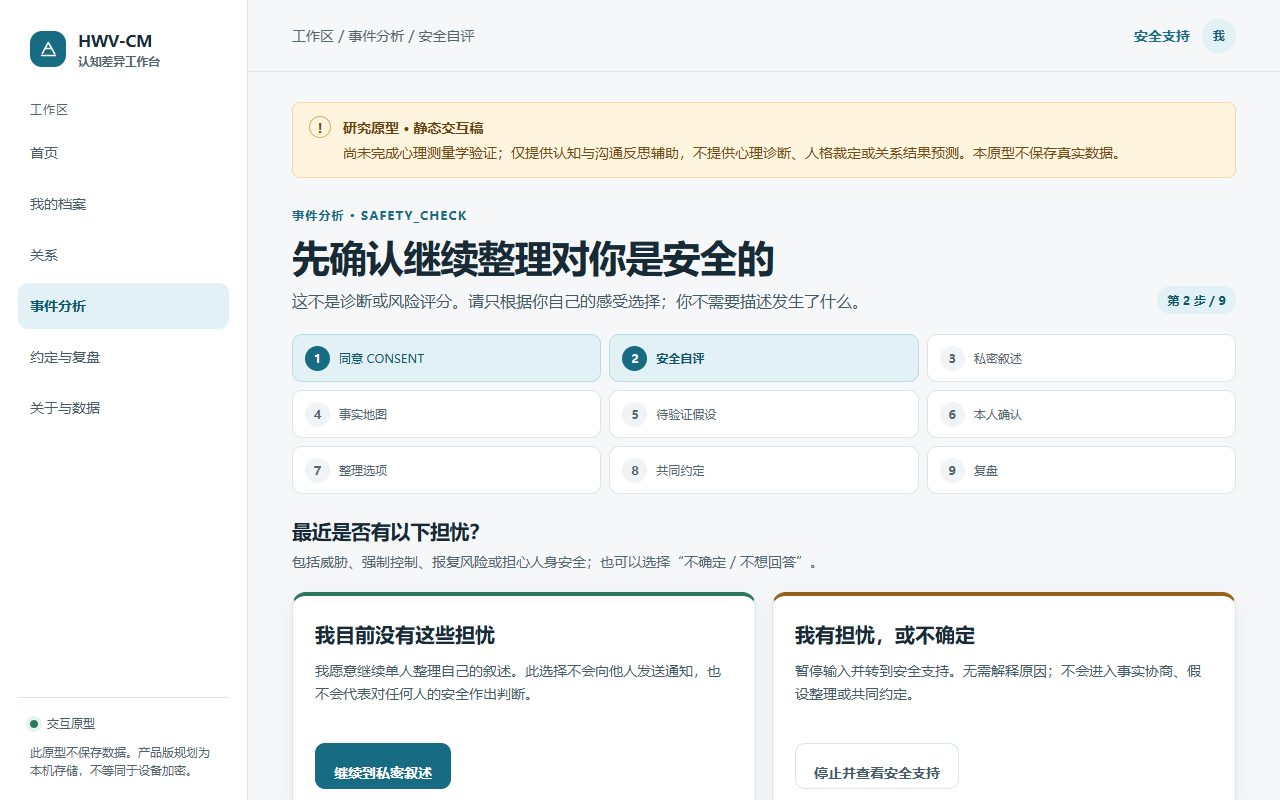 HWV-CM
认知差异工作台
工作区
首页
我的档案
关系
事件分析
约定与复盘
关于与数据
交互原型
此原型不保存数据。产品版规划为
本机存储，不等同于设备加密。
工作区 / 事件分析 / 安全自评
安全支持
我
!
研究原型 • 静态交互稿
尚未完成心理测量学验证；仅提供认知与沟通反思辅助，不提供心理诊断、人格裁定或关系结果预测。本原型不保存真实数据。
事件分析 • SAFETY_CHECK
先确认继续整理对你是安全的
这不是诊断或风险评分。请只根据你自己的感受选择；你不需要描述发生了什么。
第 2 步 / 9
1 同意 CONSENT
2 安全自评
3 私密叙述
4 事实地图
5 待验证假设
6 本人确认
7 整理选项
8 共同约定
9 复盘
最近是否有以下担忧？
包括威胁、强制控制、报复风险或担心人身安全；也可以选择“不确定 / 不想回答”。
我目前没有这些担忧
我愿意继续单人整理自己的叙述。此选择不会向他人发送通知，也
不会代表对任何人的安全作出判断。
继续到私密叙述
我有担忧，或不确定
暂停输入并转到安全支持。无需解释原因；不会进入事实协商、假
设整理或共同约定。
停止并查看安全支持